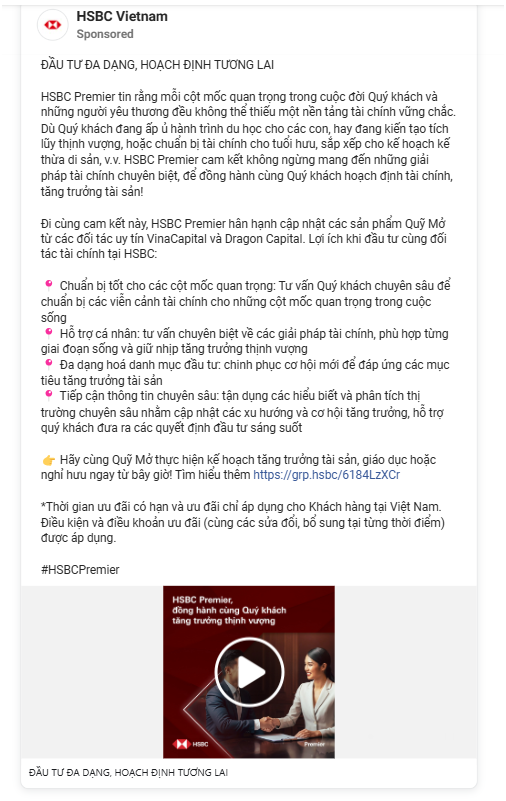 HSBC Vietnam
Sponsored
ĐẦU TƯ ĐA DẠNG, HOẠCH ĐỊNH TƯƠNG LAI
HSBC Premier tin rằng mỗi cột mốc quan trọng trong cuộc đời Quý khách và
những người yêu thương đều không thể thiếu một nền tảng tài chính vững chắc.
Dù Quý khách đang ấp ủ hành trình du học cho các con, hay đang kiến tạo tích
lũy thịnh vượng, hoặc chuẩn bị tài chính cho tuổi hưu, sắp xếp cho kế hoạch kế
thừa di sản, v.v. HSBC Premier cam kết không ngừng mang đến những giải
pháp tài chính chuyên biệt, để đồng hành cùng Quý khách hoạch định tài chính,
tăng trưởng tài sản!
Đi cùng cam kết này, HSBC Premier hân hạnh cập nhật các sản phẩm Quỹ Mở
từ các đối tác uy tín VinaCapital và Dragon Capital. Lợi ích khi đầu tư cùng đối
tác tài chính tại HSBC:
📍 Chuẩn bị tốt cho các cột mốc quan trọng: Tư vấn Quý khách chuyên sâu để
chuẩn bị các viễn cảnh tài chính cho những cột mốc quan trọng trong cuộc
sống
📍 Hỗ trợ cá nhân: tư vấn chuyên biệt về các giải pháp tài chính, phù hợp từng
giai đoạn sống và giữ nhịp tăng trưởng thịnh vượng
📍 Đa dạng hoá danh mục đầu tư: chinh phục cơ hội mới để đáp ứng các mục
tiêu tăng trưởng tài sản
📍 Tiếp cận thông tin chuyên sâu: tận dụng các hiểu biết và phân tích thị
trường chuyên sâu nhằm cập nhật các xu hướng và cơ hội tăng trưởng, hỗ trợ
quý khách đưa ra các quyết định đầu tư sáng suốt
👉 Hãy cùng Quỹ Mở thực hiện kế hoạch tăng trưởng tài sản, giáo dục hoặc
nghỉ hưu ngay từ bây giờ! Tìm hiểu thêm https://grp.hsbc/6184LzXCr
*Thời gian ưu đãi có hạn và ưu đãi chỉ áp dụng cho Khách hàng tại Việt Nam.
Điều kiện và điều khoản ưu đãi (cùng các sửa đổi, bổ sung tại từng thời điểm)
được áp dụng.
#HSBCPremier
HSBC Premier,
đồng hành cùng Quý khách
tăng trưởng thịnh vượng
HSBC
Premier
ĐẦU TƯ ĐA DẠNG, HOẠCH ĐỊNH TƯƠNG LAI